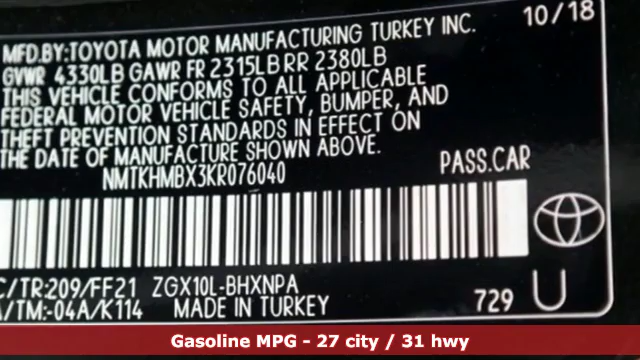 10/18
MFD.BY:TOYOTA MOTOR MANUFACTURING TURKEY INC.
GVWR 4330LB GAWR FR 2315LB RR 2380LB
THIS VEHICLE CONFORMS TO ALL APPLICABLE
FEDERAL MOTOR VEHICLE SAFETY, BUMPER, AND
THEFT PREVENTION STANDARDS IN EFFECT ON
THE DATE OF MANUFACTURE SHOWN ABOVE.
NMTKHMBX3KR076040 PASS.CAR
C/TR:209/FF21 ZGX10L-BHXNPA
A/TM:-04A/K114 MADE IN TURKEY 729 U
Gasoline MPG - 27 city / 31 hwy